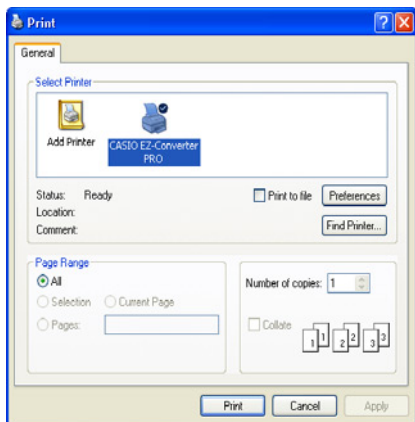 Print
General
Select Printer
Add Printer
CASIO EZ-Converter
PRO
Status: Ready
Location:
Comment:
Print to file
Preferences
Find Printer...
Page Range
All
Selection Current Page
Pages:
Number of copies: 1
Collate
1 1 2 2 3 3
Print Cancel Apply